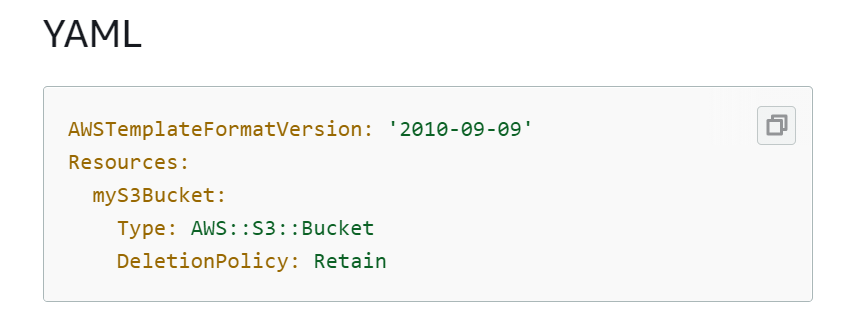 YAML
AWSTemplateFormatVersion: '2010-09-09'
Resources:
  myS3Bucket:
    Type: AWS::S3::Bucket
    DeletionPolicy: Retain